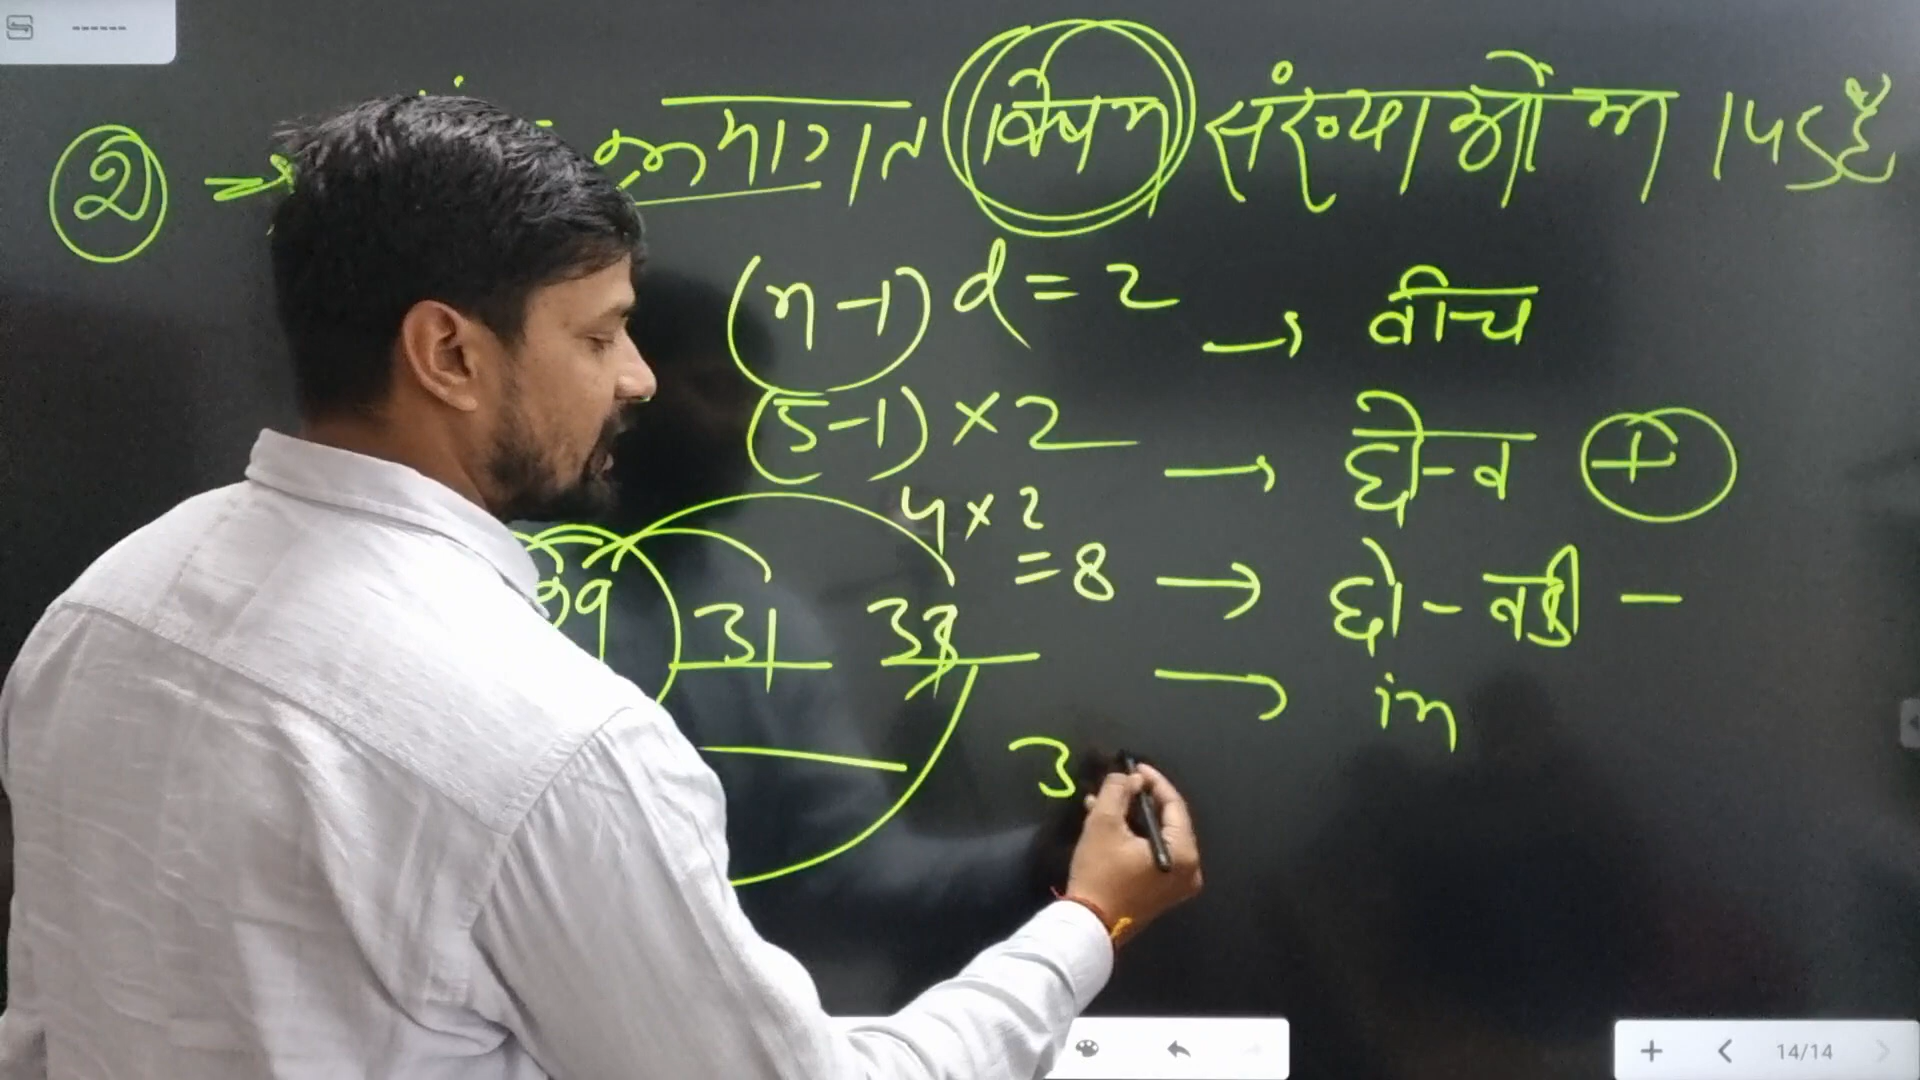 ② ⇒ क्रमागत विषम संख्याओं का 145 है
(n-1) d = 2 → बीच
(5-1) × 2 → छो-ब +
4 × 2 = 8 → छो - बड़ी -
29 31 33 → in
3
14/14